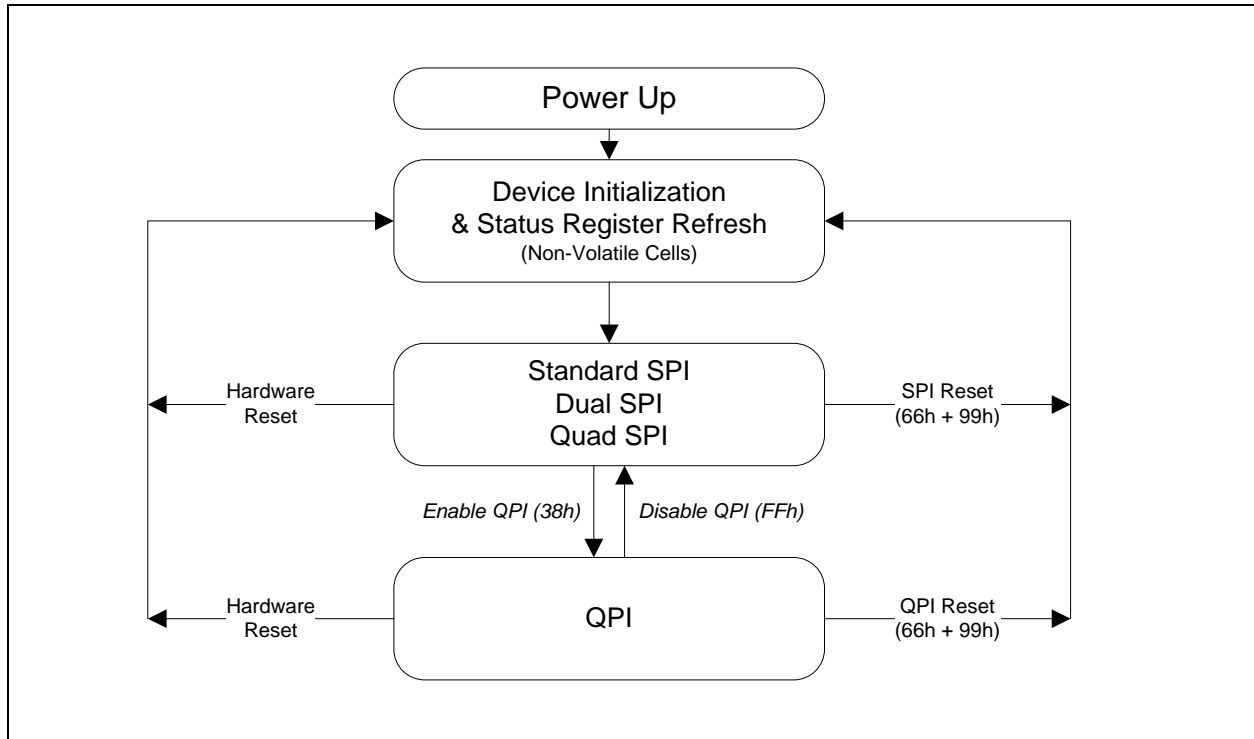 Power Up
Device Initialization
& Status Register Refresh
(Non-Volatile Cells)
Standard SPI
Dual SPI
Quad SPI
Hardware
Reset
SPI Reset
(66h + 99h)
Enable QPI (38h)
Disable QPI (FFh)
Hardware
Reset
QPI
QPI Reset
(66h + 99h)